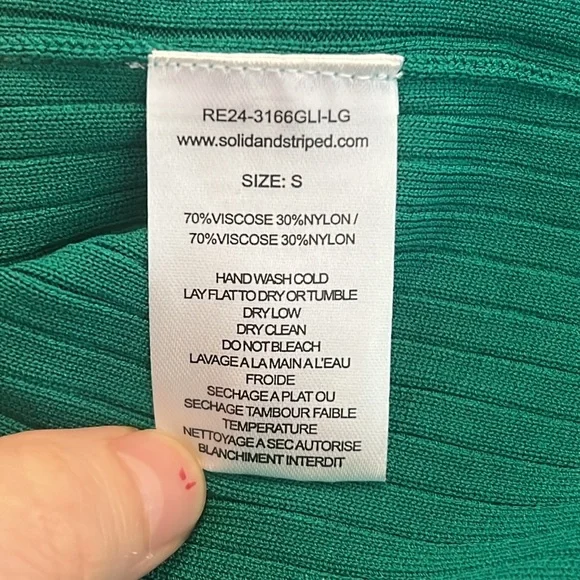 RE24-3166GLI-LG
www.solidandstriped.com
SIZE: S
70%VISCOSE 30%NYLON /
70%VISCOSE 30%NYLON
HAND WASH COLD
LAY FLAT TO DRY OR TUMBLE
DRY LOW
DRY CLEAN
DO NOT BLEACH
LAVAGE A LA MAIN A L'EAU
FROIDE
SECHAGE A PLAT OU
SECHAGE TAMBOUR FAIBLE
TEMPERATURE
NETTOYAGE A SEC AUTORISE
BLANCHIMENT INTERDIT